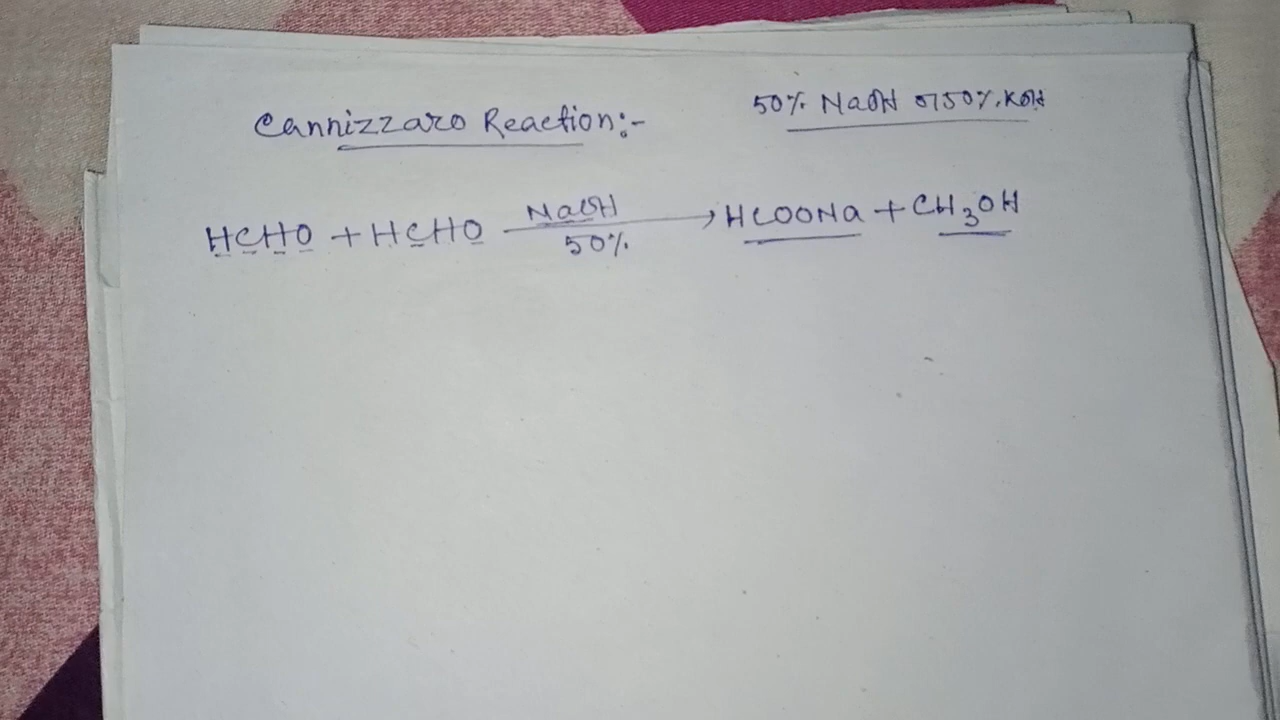 Cannizzaro Reaction:-
50% NaOH or 50%. KOH
HCHO + HCHO NaOH/50% → HCOONa + CH3OH